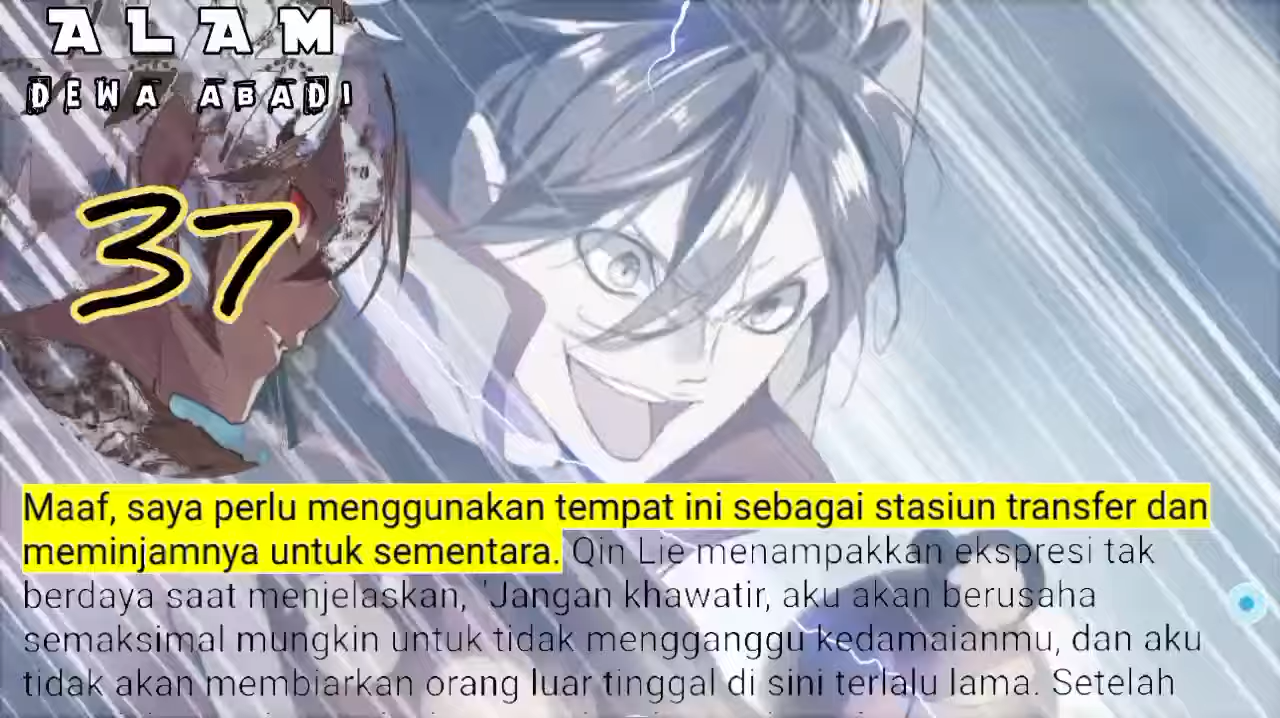 ALAM
DEWA ABADI
37
Maaf, saya perlu menggunakan tempat ini sebagai stasiun transfer dan
meminjamnya untuk sementara. Qin Lie menampakkan ekspresi tak
berdaya saat menjelaskan, 'Jangan khawatir, aku akan berusaha
semaksimal mungkin untuk tidak mengganggu kedamaianmu, dan aku
tidak akan membiarkan orang luar tinggal di sini terlalu lama. Setelah